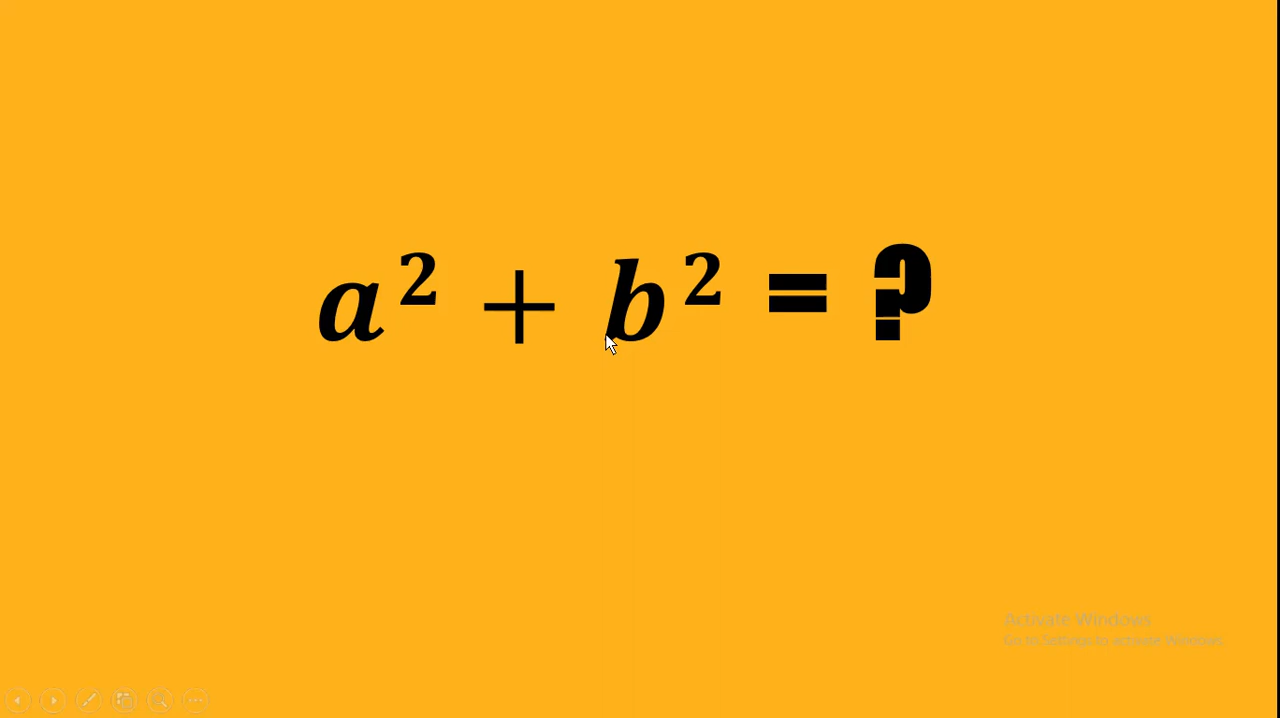 a² + b² = ?
Activate Windows
Go to Settings to activate Windows.